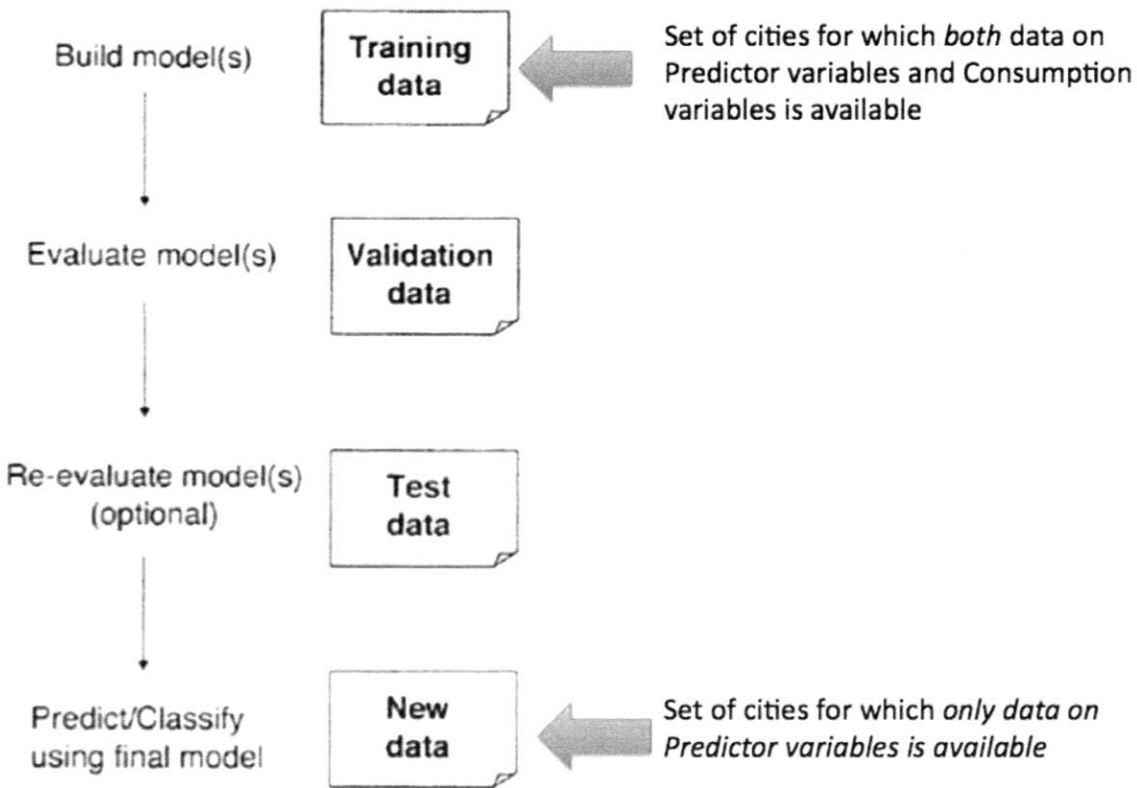 Build model(s)
Training
data
Set of cities for which both data on
Predictor variables and Consumption
variables is available
Evaluate model(s)
Validation
data
Re-evaluate model(s)
(optional)
Test
data
Predict/Classify
using final model
New
data
Set of cities for which only data on
Predictor variables is available